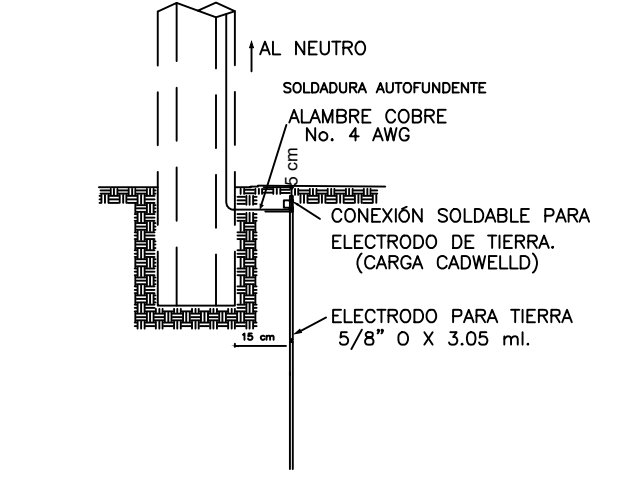 AL NEUTRO
SOLDADURA AUTOFUNDENTE
ALAMBRE COBRE
No. 4 AWG
5 cm
CONEXIÓN SOLDABLE PARA
ELECTRODO DE TIERRA.
(CARGA CADWELLD)
ELECTRODO PARA TIERRA
5/8” O X 3.05 ml.
15 cm